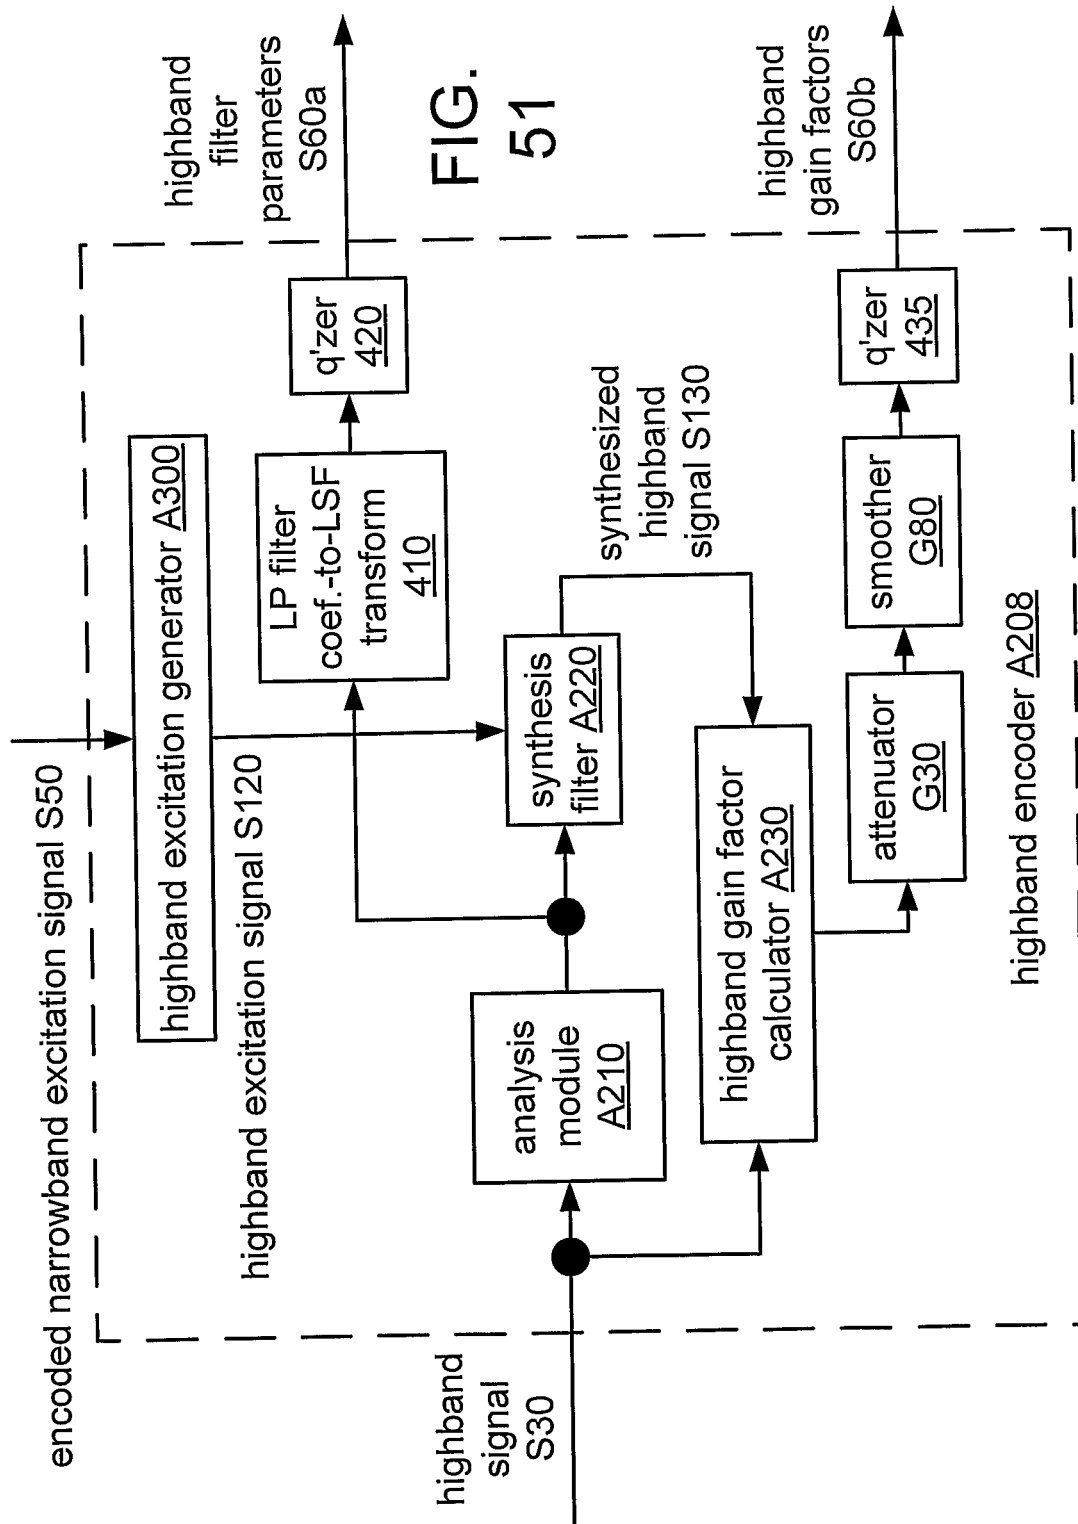 encoded narrowband excitation signal S50
highband excitation generator A300
highband excitation signal S120
LP filter
coef.-to-LSF
transform
410
q'zer
420
highband
filter
parameters
S60a
FIG.
51
highband
signal
S30
analysis
module
A210
synthesis
filter A220
synthesized
highband
signal S130
highband gain factor
calculator A230
attenuator
G30
smoother
G80
q'zer
435
highband
gain factors
S60b
highband encoder A208